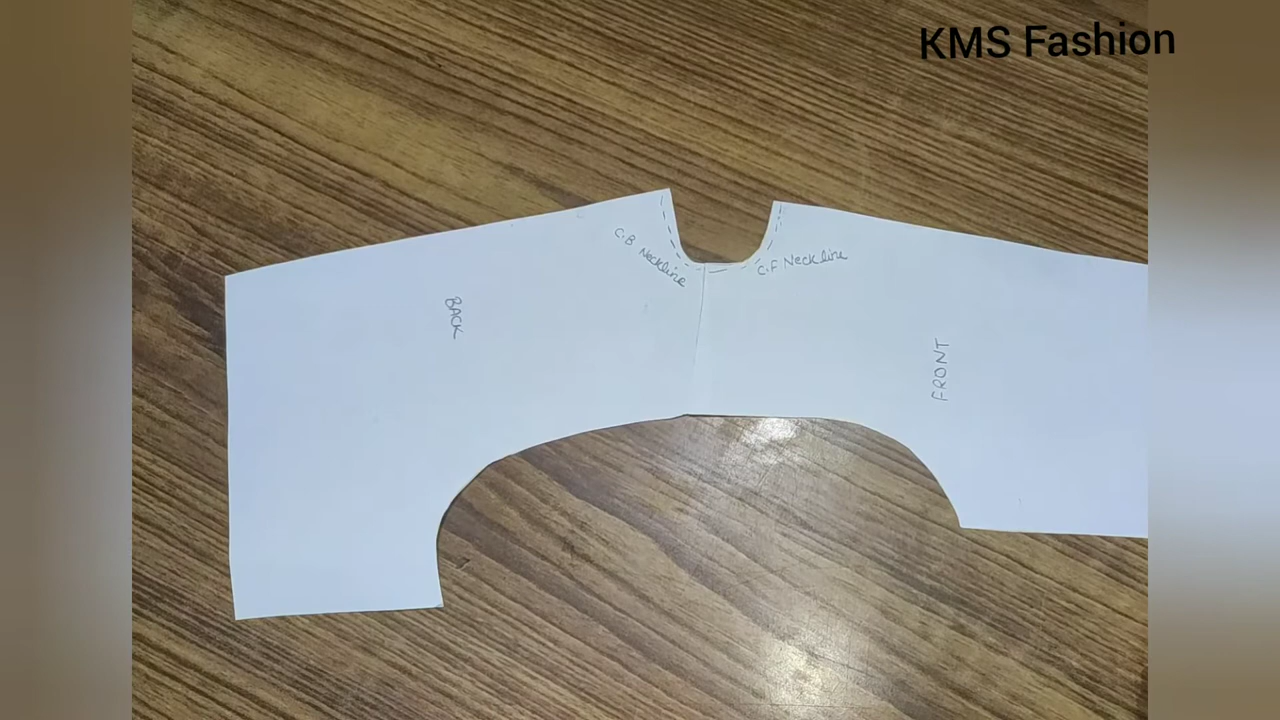 KMS Fashion
C.B Neckline
C.F Neckline
BACK
FRONT